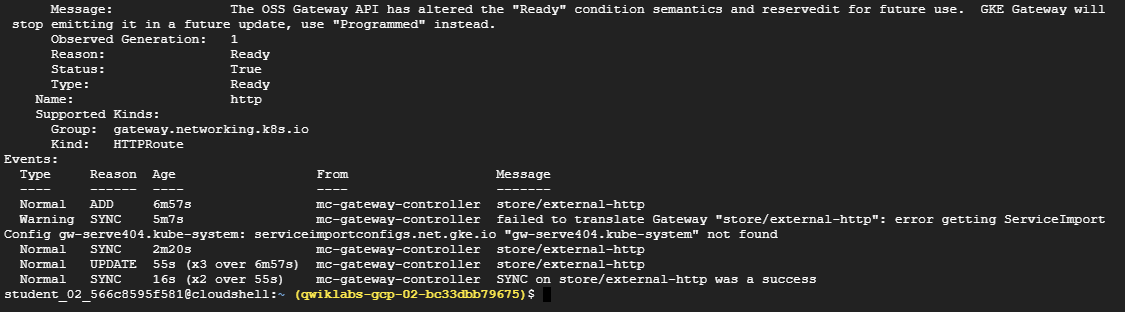 Message: The OSS Gateway API has altered the "Ready" condition semantics and reservedit for future use. GKE Gateway will
stop emitting it in a future update, use "Programmed" instead.
Observed Generation: 1
Reason: Ready
Status: True
Type: Ready
Name: http
Supported Kinds:
Group: gateway.networking.k8s.io
Kind: HTTPRoute
Events:
Type Reason Age From Message
---- ------ ---- ---- -------
Normal ADD 6m57s mc-gateway-controller store/external-http
Warning SYNC 5m7s mc-gateway-controller failed to translate Gateway "store/external-http": error getting ServiceImport
Config gw-serve404.kube-system: serviceimportconfigs.net.gke.io "gw-serve404.kube-system" not found
Normal SYNC 2m20s mc-gateway-controller store/external-http
Normal UPDATE 55s (x3 over 6m57s) mc-gateway-controller store/external-http
Normal SYNC 16s (x2 over 55s) mc-gateway-controller SYNC on store/external-http was a success
student_02_566c8595f581@cloudshell:~ (qwiklabs-gcp-02-bc33dbb79675)$